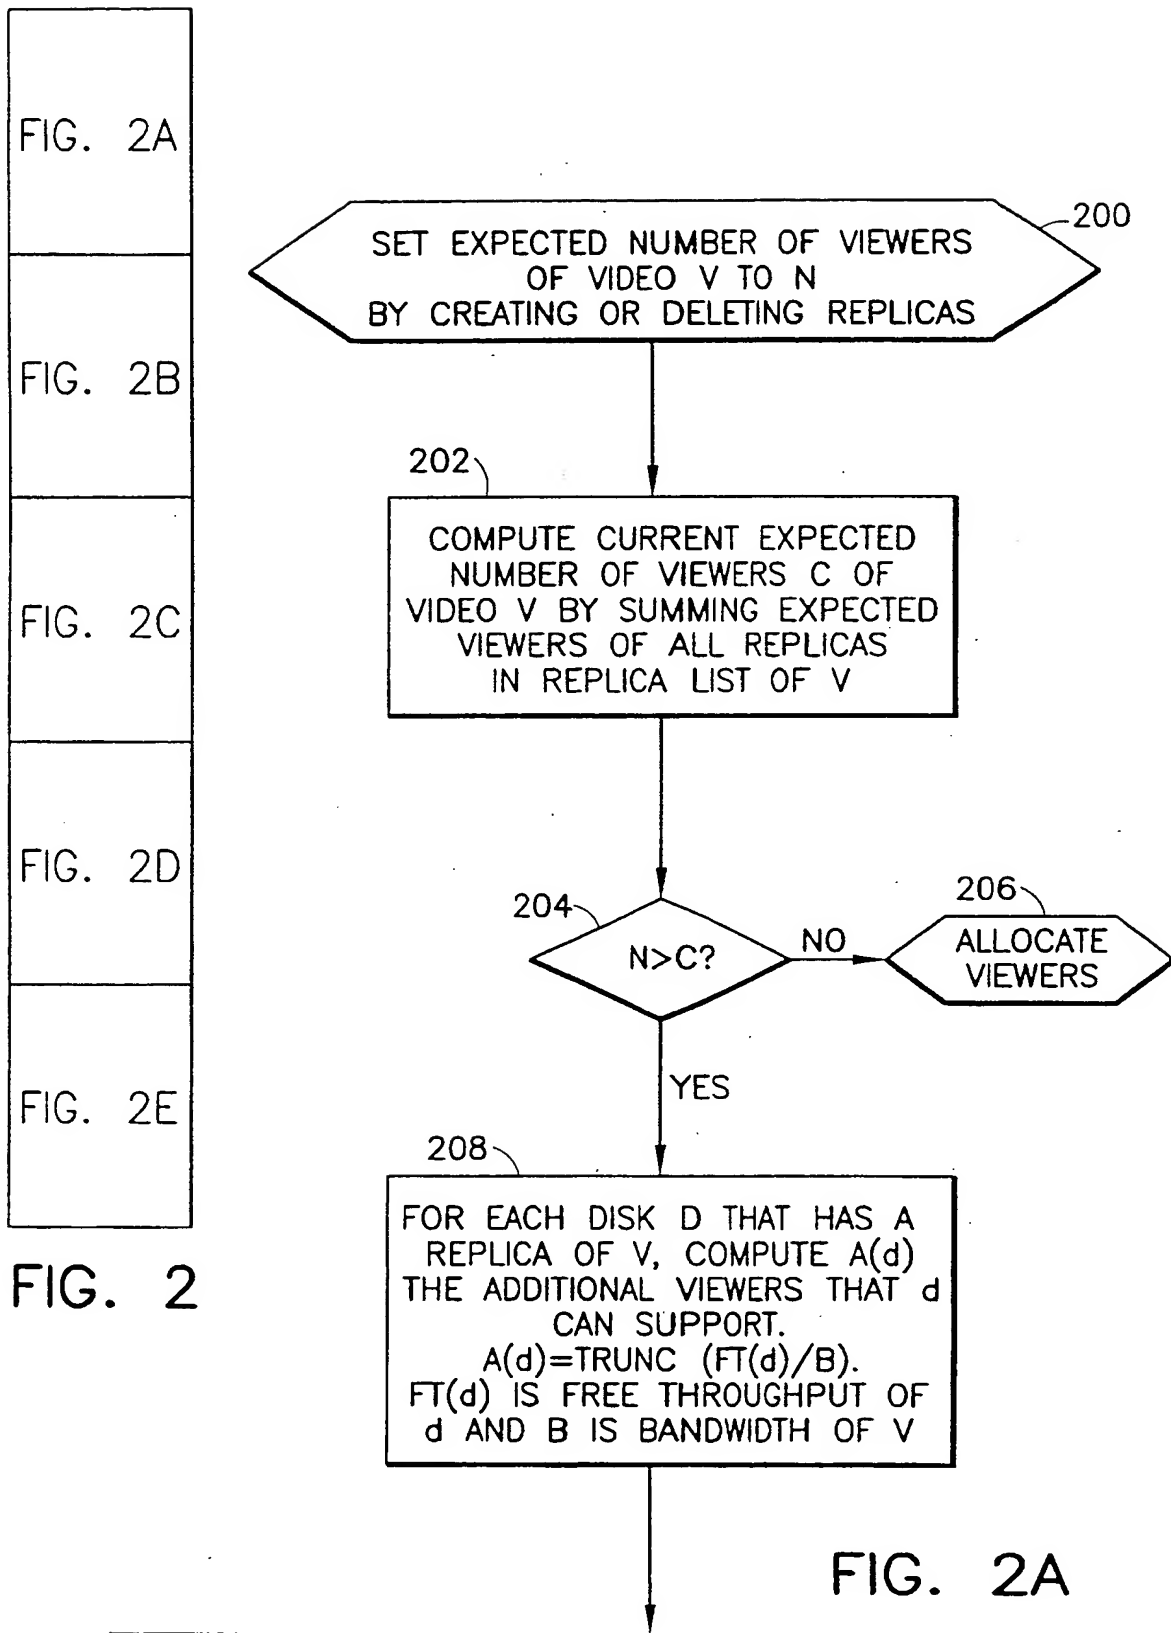 FIG. 2A
FIG. 2B
FIG. 2C
FIG. 2D
FIG. 2E
FIG. 2
200
SET EXPECTED NUMBER OF VIEWERS
OF VIDEO V TO N
BY CREATING OR DELETING REPLICAS
202
COMPUTE CURRENT EXPECTED
NUMBER OF VIEWERS C OF
VIDEO V BY SUMMING EXPECTED
VIEWERS OF ALL REPLICAS
IN REPLICA LIST OF V
204
N>C?
NO
206
ALLOCATE
VIEWERS
YES
208
FOR EACH DISK D THAT HAS A
REPLICA OF V, COMPUTE A(d)
THE ADDITIONAL VIEWERS THAT d
CAN SUPPORT.
A(d)=TRUNC (FT(d)/B).
FT(d) IS FREE THROUGHPUT OF
d AND B IS BANDWIDTH OF V
FIG. 2A